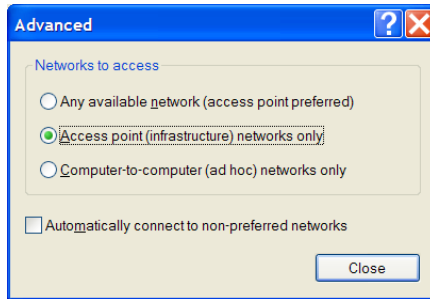 Advanced
Networks to access
Any available network (access point preferred)
Access point (infrastructure) networks only
Computer-to-computer (ad hoc) networks only
Automatically connect to non-preferred networks
Close